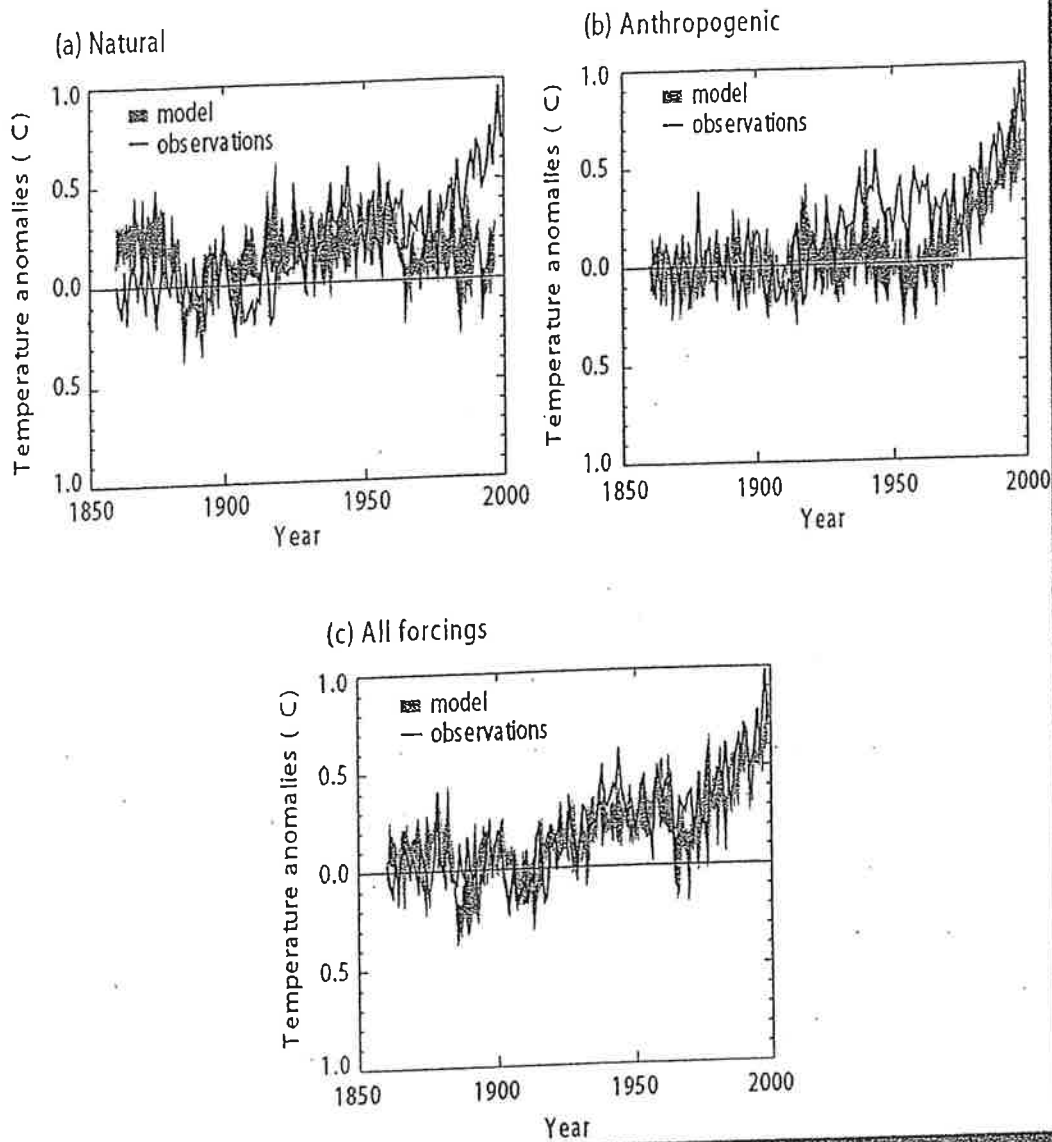 (a) Natural
1.0
0.5
0.0
0.5
1.0
Temperature anomalies ( C)
model
observations
1850
1900
1950
2000
Year
(b) Anthropogenic
1.0
0.5
0.0
0.5
1.0
Temperature anomalies ( C)
model
observations
1850
1900
1950
2000
Year
(c) All forcings
1.0
0.5
0.0
0.5
1.0
Temperature anomalies ( C)
model
observations
1850
1900
1950
2000
Year